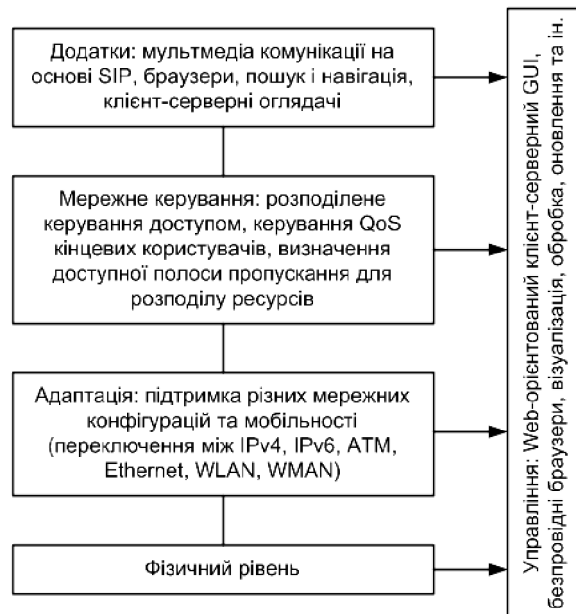 Додатки: мультмедіа комунікації на
основі SIP, браузери, пошук і навігація,
клієнт-серверні оглядачі
Мережне керування: розподілене
керування доступом, керування QoS
кінцевих користувачів, визначення
доступної полоси пропускання для
розподілу ресурсів
Адаптація: підтримка різних мережних
конфігурацій та мобільності
(переключення між IPv4, IPv6, ATM,
Ethernet, WLAN, WMAN)
Фізичний рівень
Управління: Web-орієнтований клієнт-серверний GUI,
безпровідні браузери, візуалізація, обробка, оновлення та ін.